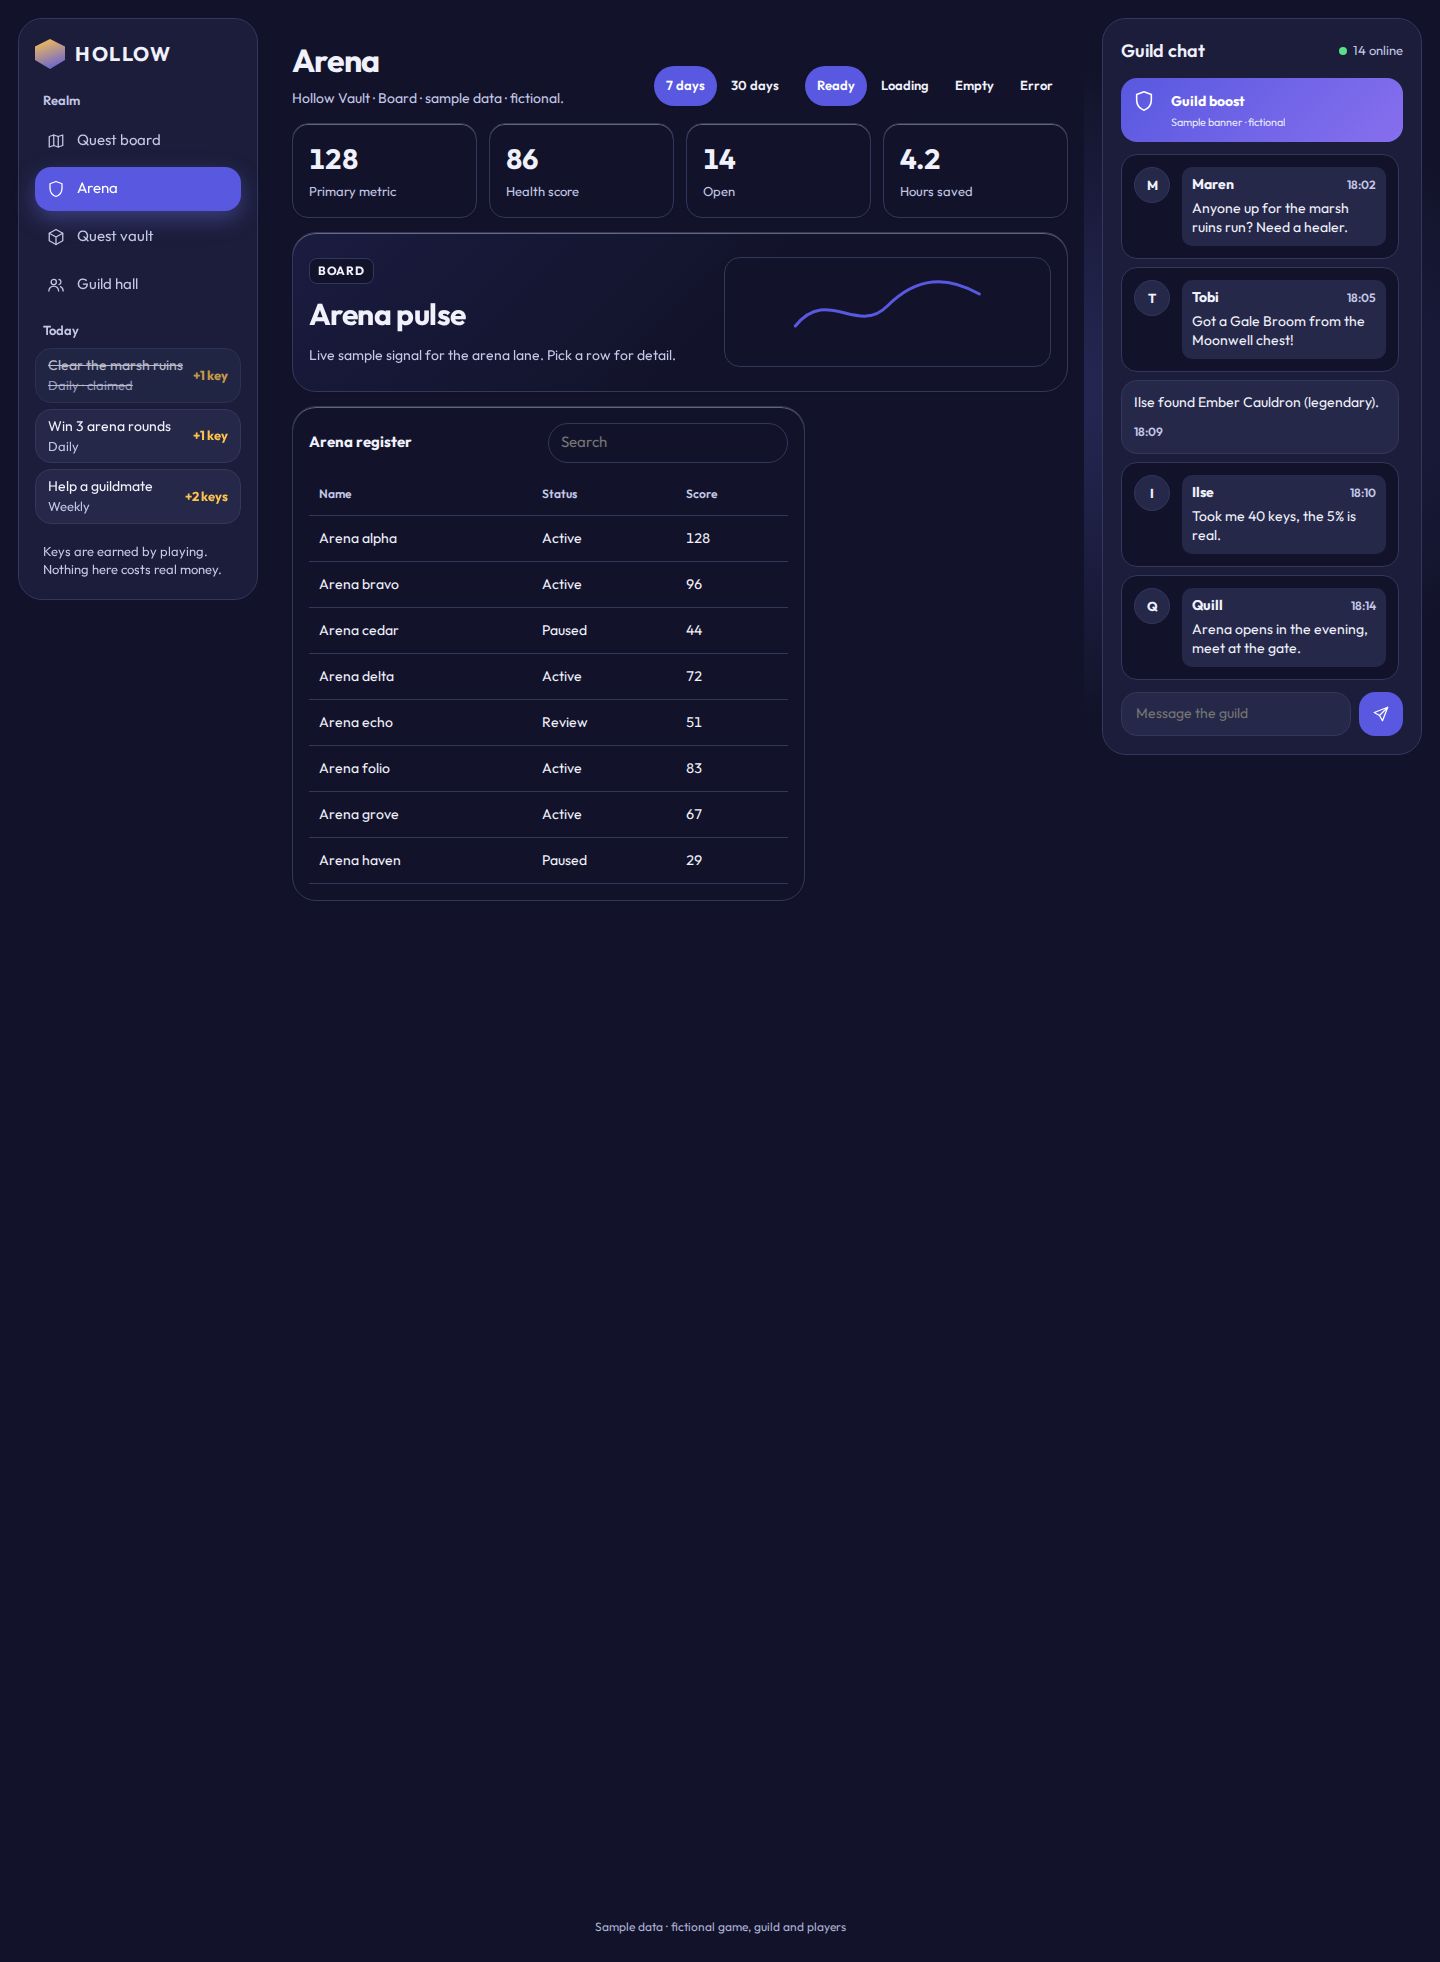 HOLLOW
Realm
Quest board
Arena
Quest vault
Guild hall
Today
Clear the marsh ruins
Daily · claimed
+1 key
Win 3 arena rounds
Daily
+1 key
Help a guildmate
Weekly
+2 keys
Keys are earned by playing.
Nothing here costs real money.
Arena
Hollow Vault · Board · sample data · fictional.
7 days
30 days
Ready
Loading
Empty
Error
128
Primary metric
86
Health score
14
Open
4.2
Hours saved
BOARD
Arena pulse
Live sample signal for the arena lane. Pick a row for detail.
Arena register
Search
Name Status Score
Arena alpha Active 128
Arena bravo Active 96
Arena cedar Paused 44
Arena delta Active 72
Arena echo Review 51
Arena folio Active 83
Arena grove Active 67
Arena haven Paused 29
Guild chat
14 online
Guild boost
Sample banner · fictional
M
Maren 18:02
Anyone up for the marsh
ruins run? Need a healer.
T
Tobi 18:05
Got a Gale Broom from the
Moonwell chest!
Ilse found Ember Cauldron (legendary).
18:09
I
Ilse 18:10
Took me 40 keys, the 5% is
real.
Q
Quill 18:14
Arena opens in the evening,
meet at the gate.
Message the guild
Sample data · fictional game, guild and players